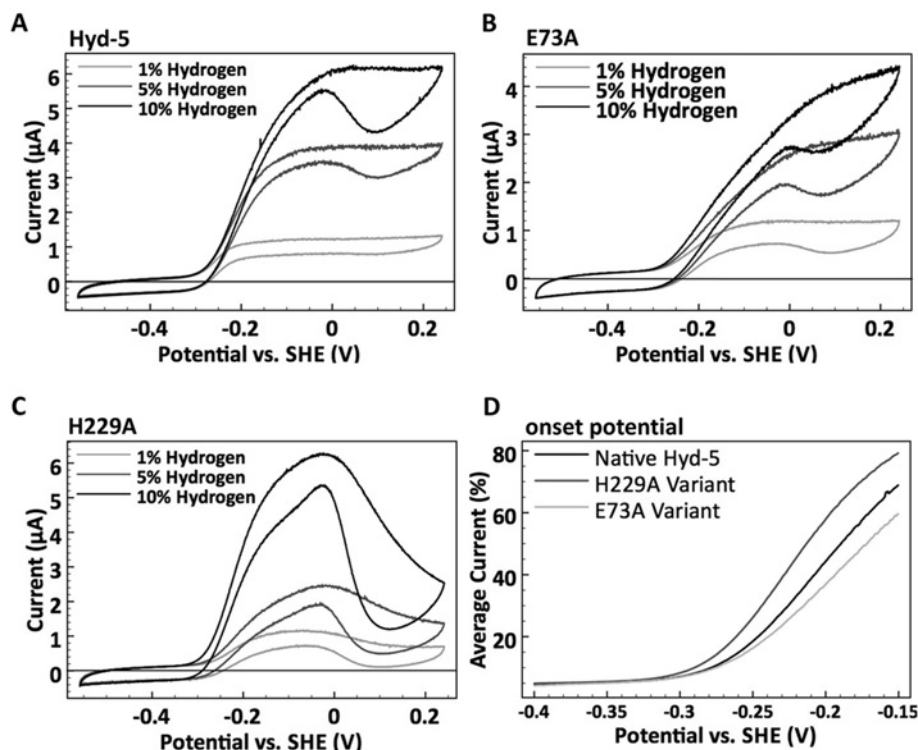 A
Hyd-5
1% Hydrogen
5% Hydrogen
10% Hydrogen
6
5
4
3
2
1
0
Current (µA)
-0.4
-0.2
0
0.2
Potential vs. SHE (V)
B
E73A
1% Hydrogen
5% Hydrogen
10% Hydrogen
4
3
2
1
0
Current (µA)
-0.4
-0.2
0
0.2
Potential vs. SHE (V)
C
H229A
1% Hydrogen
5% Hydrogen
10% Hydrogen
6
5
4
3
2
1
0
Current (µA)
-0.4
-0.2
0
0.2
Potential vs. SHE (V)
D
onset potential
Native Hyd-5
H229A Variant
E73A Variant
80
60
40
20
Average Current (%)
-0.4
-0.35
-0.3
-0.25
-0.2
-0.15
Potential vs. SHE (V)